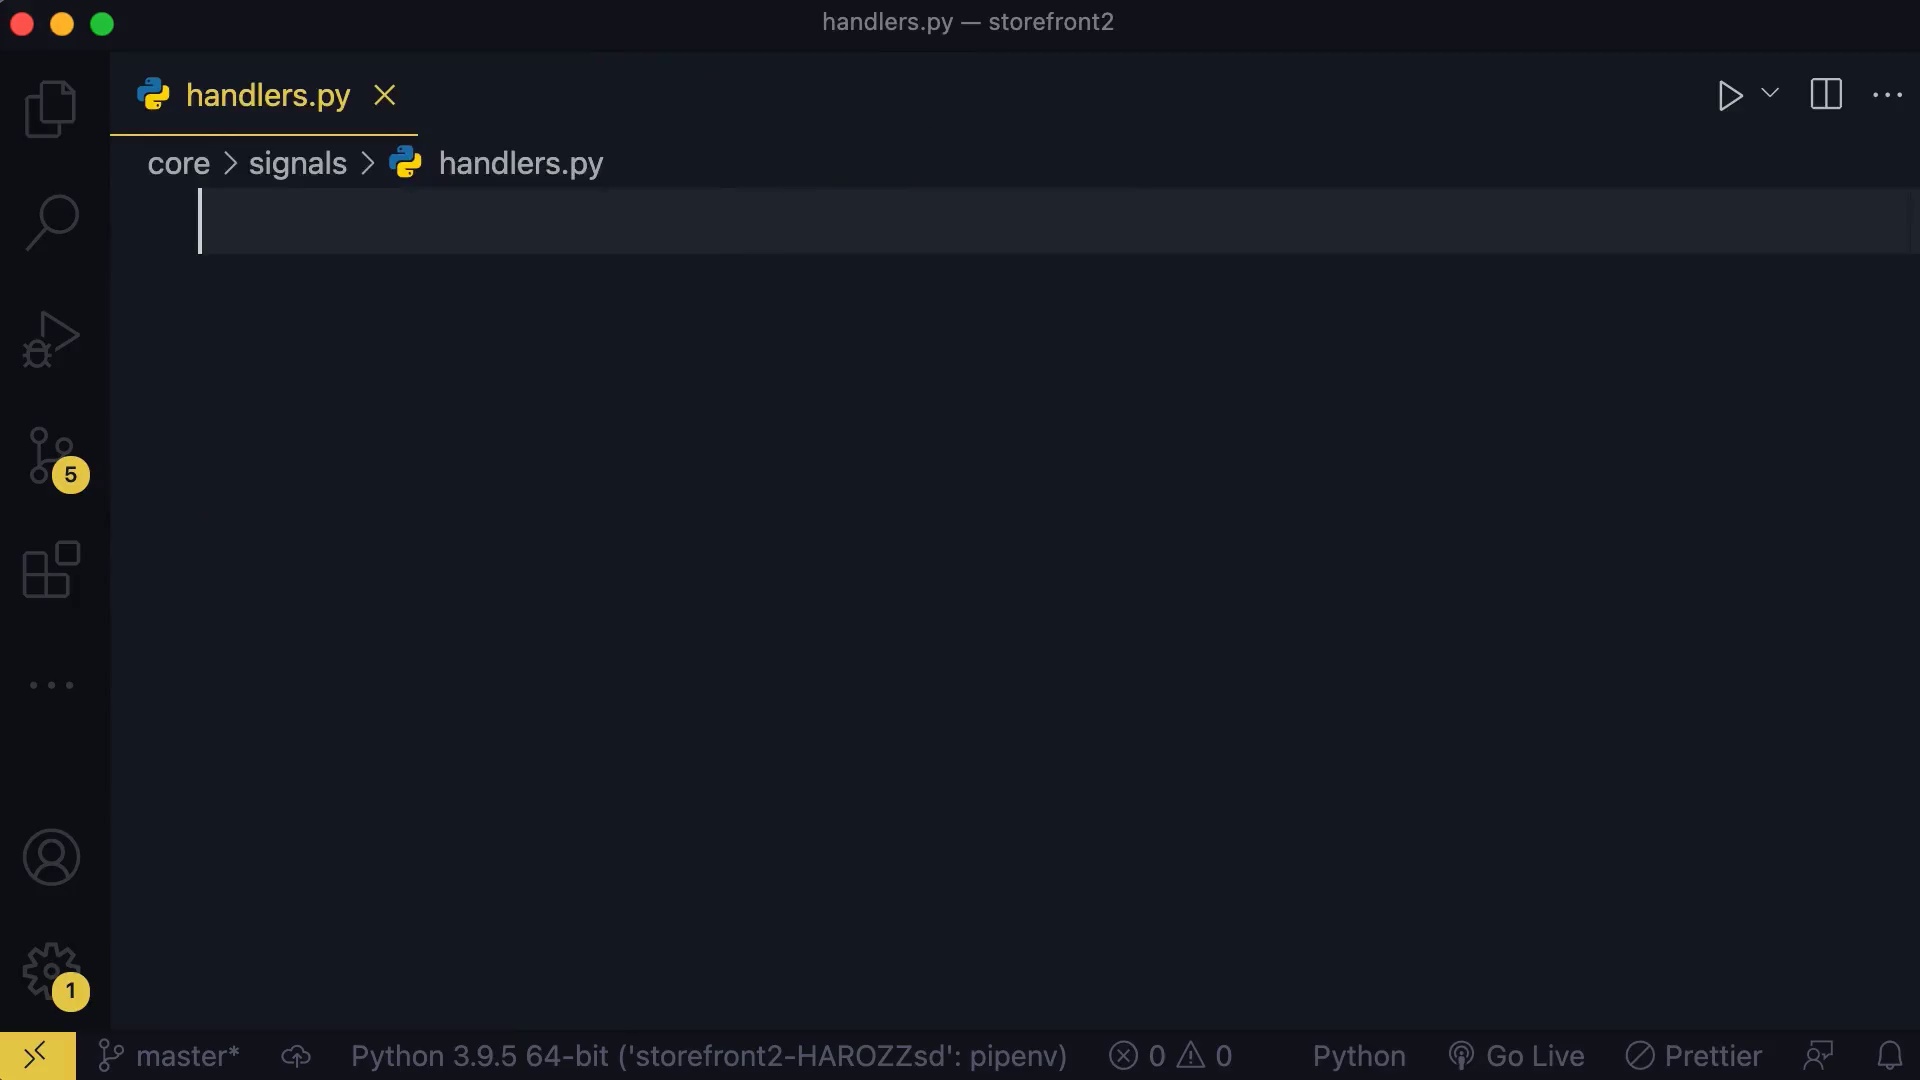 handlers.py — storefront2
handlers.py
core > signals > handlers.py
5
1
master* Python 3.9.5 64-bit ('storefront2-HAROZZsd': pipenv) 0 0 Python Go Live Prettier